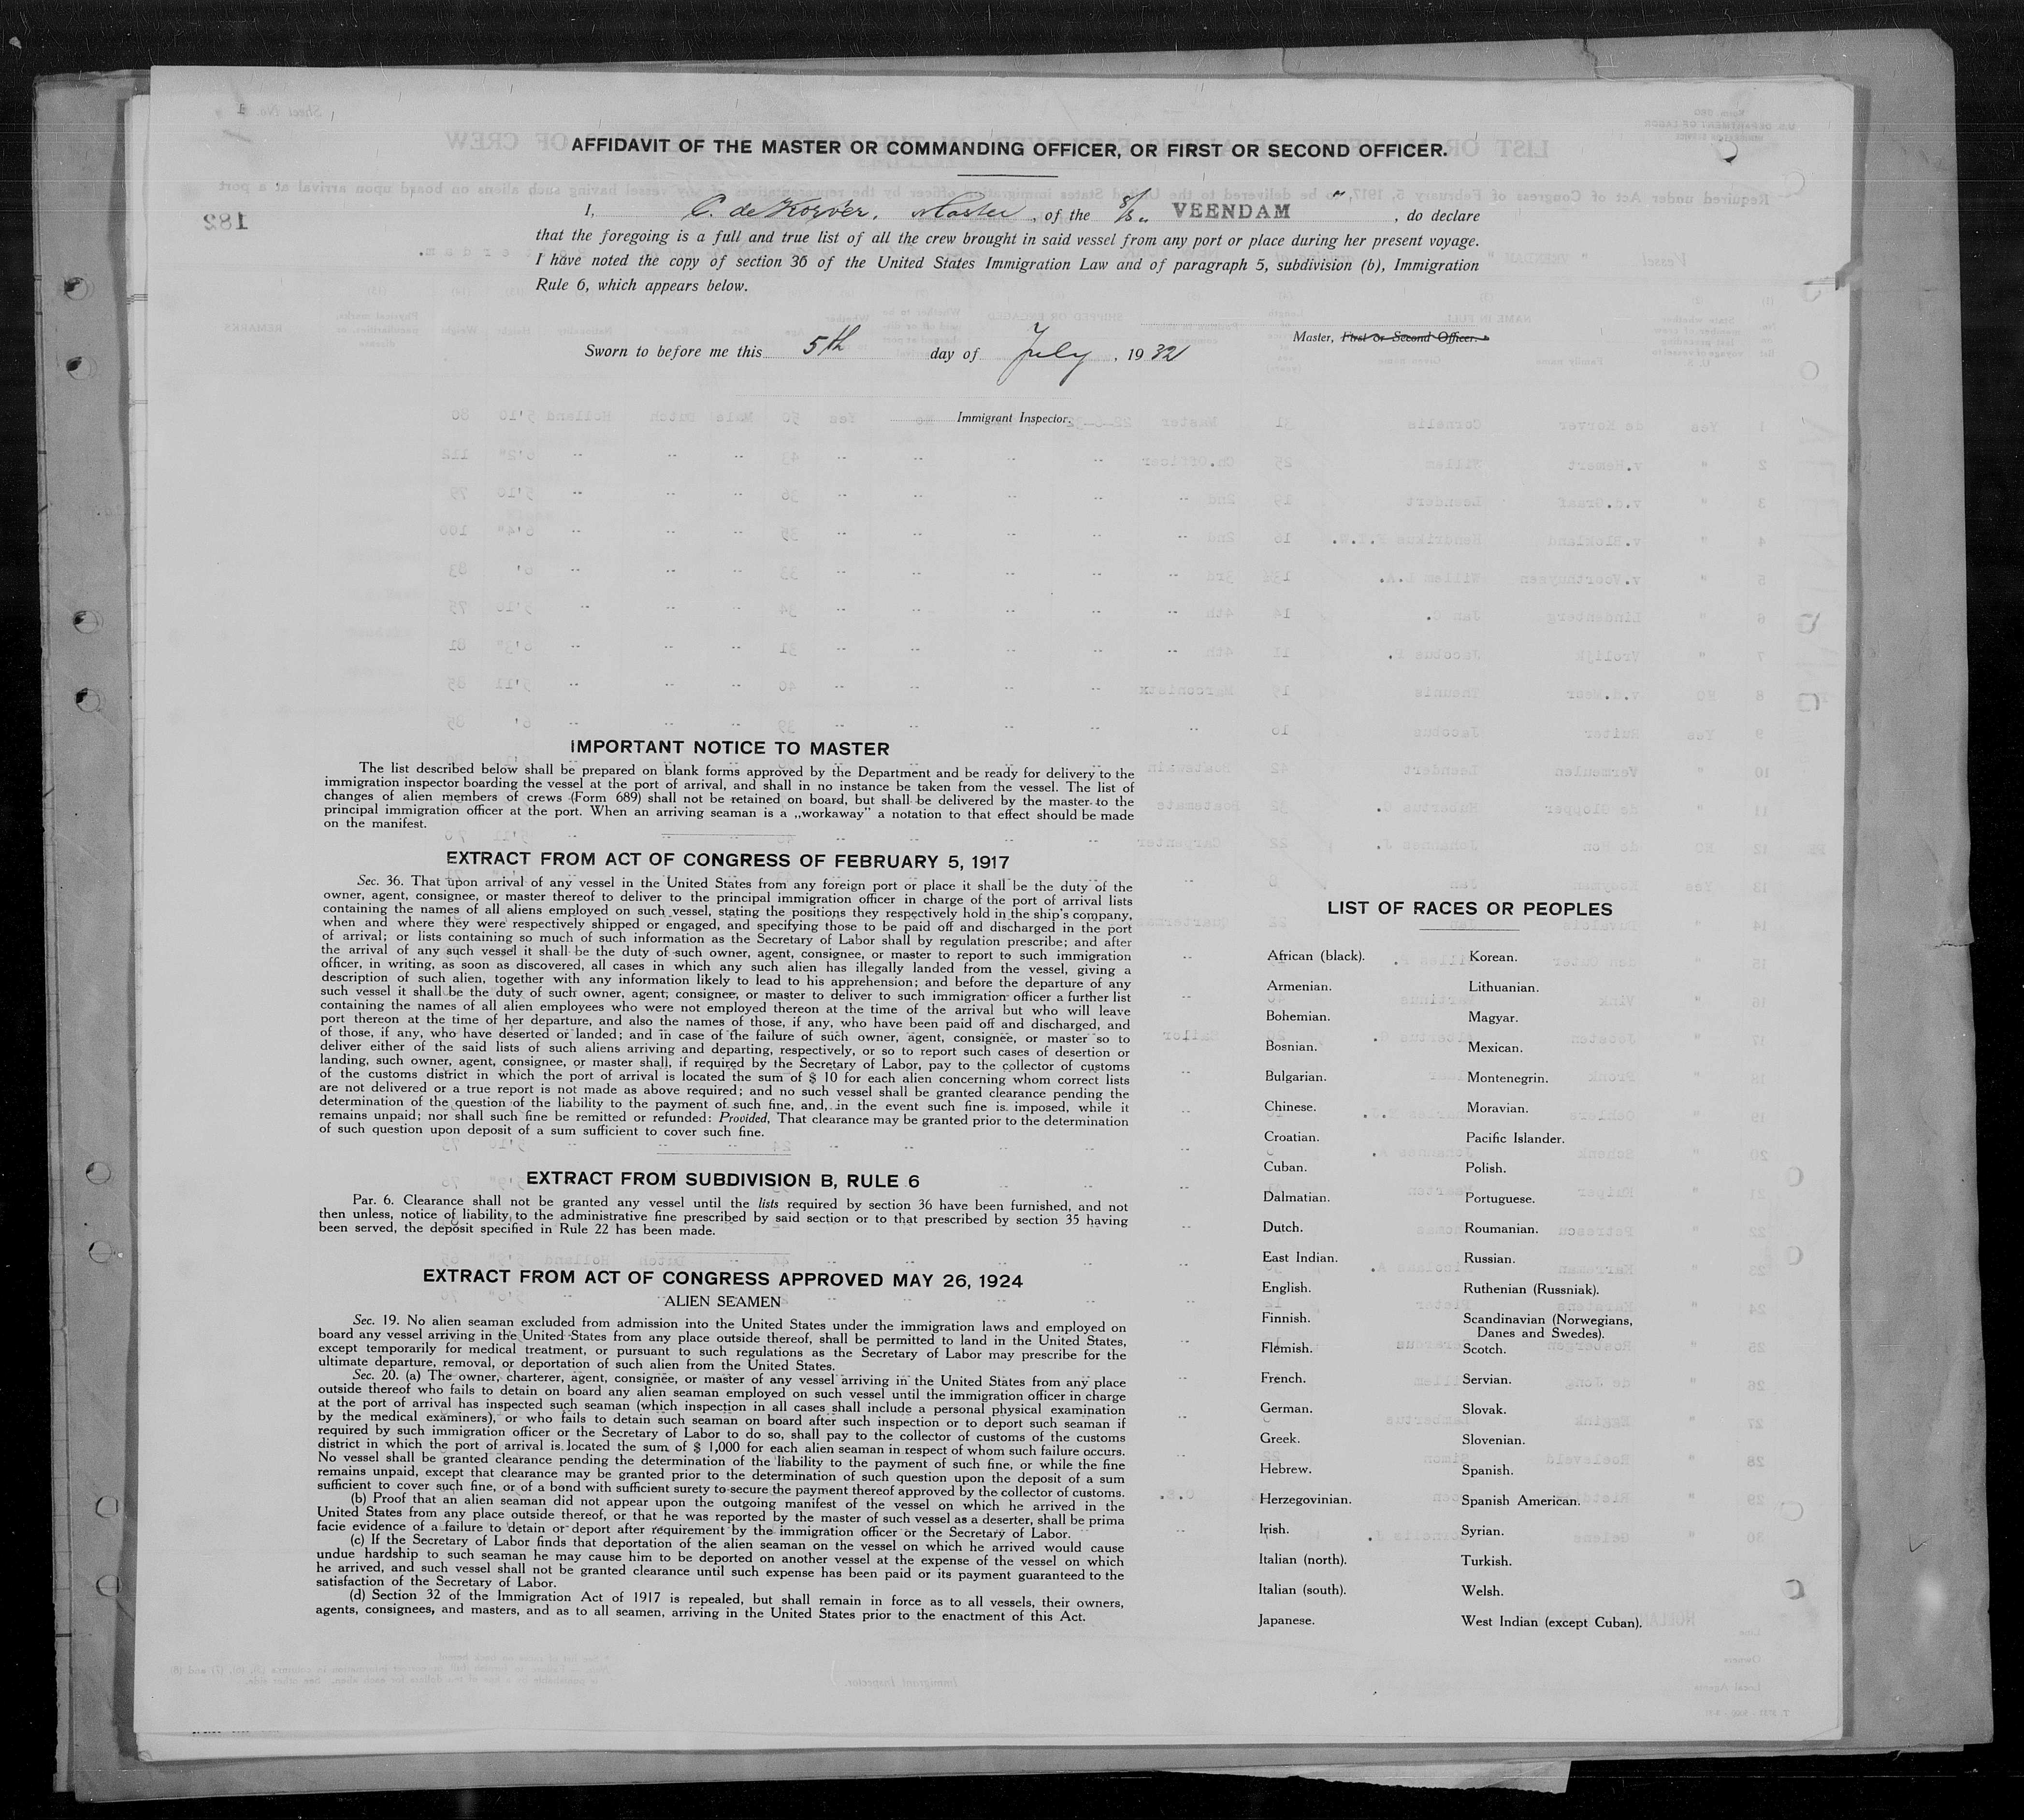 AFFIDAVIT OF THE MASTER OR COMMANDING OFFICER, OR FIRST OR SECOND OFFICER.
I, C. de Korver, Master, of the S/S „ VEENDAM ", do declare
that the foregoing is a full and true list of all the crew brought in said vessel from any port or place during her present voyage.
I have noted the copy of section 36 of the United States Immigration Law and of paragraph 5, subdivision (b), Immigration
Rule 6, which appears below.
Master, First or Second Officer.
Sworn to before me this 5th day of July, 1932
Immigrant Inspector.
182
IMPORTANT NOTICE TO MASTER
The list described below shall be prepared on blank forms approved by the Department and be ready for delivery to the
immigration inspector boarding the vessel at the port of arrival, and shall in no instance be taken from the vessel. The list of
changes of alien members of crews (Form 689) shall not be retained on board, but shall be delivered by the master to the
principal immigration officer at the port. When an arriving seaman is a „workaway” a notation to that effect should be made
on the manifest.
EXTRACT FROM ACT OF CONGRESS OF FEBRUARY 5, 1917
Sec. 36. That upon arrival of any vessel in the United States from any foreign port or place it shall be the duty of the
owner, agent, consignee, or master thereof to deliver to the principal immigration officer in charge of the port of arrival lists
containing the names of all aliens employed on such vessel, stating the positions they respectively hold in the ship's company,
when and where they were respectively shipped or engaged, and specifying those to be paid off and discharged in the port
of arrival; or lists containing so much of such information as the Secretary of Labor shall by regulation prescribe; and after
the arrival of any such vessel it shall be the duty of such owner, agent, consignee, or master to report to such immigration
officer, in writing, as soon as discovered, all cases in which any such alien has illegally landed from the vessel, giving a
description of such alien, together with any information likely to lead to his apprehension; and before the departure of any
such vessel it shall be the duty of such owner, agent, consignee, or master to deliver to such immigration officer a further list
containing the names of all alien employees who were not employed thereon at the time of the arrival but who will leave
port thereon at the time of her departure, and also the names of those, if any, who have been paid off and discharged, and
of those, if any, who have deserted or landed; and in case of the failure of such owner, agent, consignee, or master so to
deliver either of the said lists of such aliens arriving and departing, respectively, or so to report such cases of desertion or
landing, such owner, agent, consignee, or master shall, if required by the Secretary of Labor, pay to the collector of customs
of the customs district in which the port of arrival is located the sum of $ 10 for each alien concerning whom correct lists
are not delivered or a true report is not made as above required; and no such vessel shall be granted clearance pending the
determination of the question of the liability to the payment of such fine, and, in the event such fine is imposed, while it
remains unpaid; nor shall such fine be remitted or refunded: Provided, That clearance may be granted prior to the determination
of such question upon deposit of a sum sufficient to cover such fine.
EXTRACT FROM SUBDIVISION B, RULE 6
Par. 6. Clearance shall not be granted any vessel until the lists required by section 36 have been furnished, and not
then unless, notice of liability to the administrative fine prescribed by said section or to that prescribed by section 35 having
been served, the deposit specified in Rule 22 has been made.
EXTRACT FROM ACT OF CONGRESS APPROVED MAY 26, 1924
ALIEN SEAMEN
Sec. 19. No alien seaman excluded from admission into the United States under the immigration laws and employed on
board any vessel arriving in the United States from any place outside thereof, shall be permitted to land in the United States,
except temporarily for medical treatment, or pursuant to such regulations as the Secretary of Labor may prescribe for the
ultimate departure, removal, or deportation of such alien from the United States.
Sec. 20. (a) The owner, charterer, agent, consignee, or master of any vessel arriving in the United States from any place
outside thereof who fails to detain on board any alien seaman employed on such vessel until the immigration officer in charge
at the port of arrival has inspected such seaman (which inspection in all cases shall include a personal physical examination
by the medical examiners), or who fails to detain such seaman on board after such inspection or to deport such seaman if
required by such immigration officer or the Secretary of Labor to do so, shall pay to the collector of customs of the customs
district in which the port of arrival is located the sum of $ 1,000 for each alien seaman in respect of whom such failure occurs.
No vessel shall be granted clearance pending the determination of the liability to the payment of such fine, or while the fine
remains unpaid, except that clearance may be granted prior to the determination of such question upon the deposit of a sum
sufficient to cover such fine, or of a bond with sufficient surety to secure the payment thereof approved by the collector of customs.
(b) Proof that an alien seaman did not appear upon the outgoing manifest of the vessel on which he arrived in the
United States from any place outside thereof, or that he was reported by the master of such vessel as a deserter, shall be prima
facie evidence of a failure to detain or deport after requirement by the immigration officer or the Secretary of Labor.
(c) If the Secretary of Labor finds that deportation of the alien seaman on the vessel on which he arrived would cause
undue hardship to such seaman he may cause him to be deported on another vessel at the expense of the vessel on which
he arrived, and such vessel shall not be granted clearance until such expense has been paid or its payment guaranteed to the
satisfaction of the Secretary of Labor.
(d) Section 32 of the Immigration Act of 1917 is repealed, but shall remain in force as to all vessels, their owners,
agents, consignees, and masters, and as to all seamen, arriving in the United States prior to the enactment of this Act.
LIST OF RACES OR PEOPLES
African (black).
Armenian.
Bohemian.
Bosnian.
Bulgarian.
Chinese.
Croatian.
Cuban.
Dalmatian.
Dutch.
East Indian.
English.
Finnish.
Flemish.
French.
German.
Greek.
Hebrew.
Herzegovinian.
Irish.
Italian (north).
Italian (south).
Japanese.
Korean.
Lithuanian.
Magyar.
Mexican.
Montenegrin.
Moravian.
Pacific Islander.
Polish.
Portuguese.
Roumanian.
Russian.
Ruthenian (Russniak).
Scandinavian (Norwegians,
Danes and Swedes).
Scotch.
Servian.
Slovak.
Slovenian.
Spanish.
Spanish American.
Syrian.
Turkish.
Welsh.
West Indian (except Cuban).